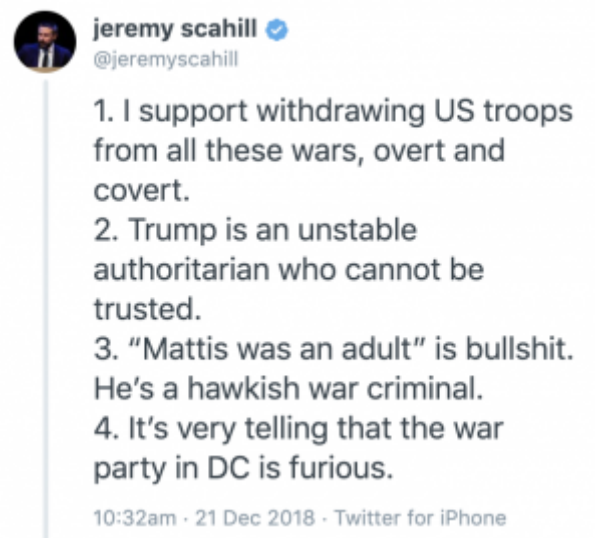 jeremy scahill
@jeremyscahill
1. I support withdrawing US troops
from all these wars, overt and
covert.
2. Trump is an unstable
authoritarian who cannot be
trusted.
3. “Mattis was an adult” is bullshit.
He’s a hawkish war criminal.
4. It’s very telling that the war
party in DC is furious.
10:32am · 21 Dec 2018 · Twitter for iPhone